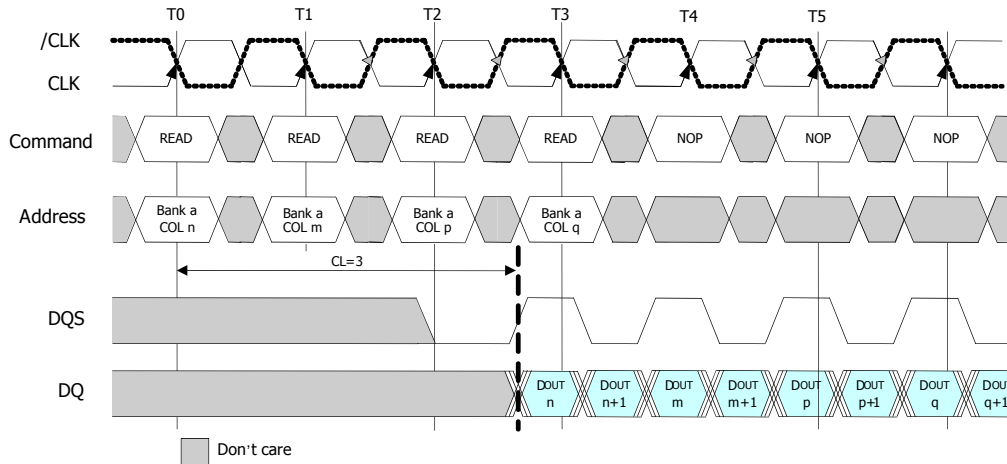 T0 T1 T2 T3 T4 T5
/CLK
CLK
Command READ READ READ READ NOP NOP NOP
Address Bank a Bank a Bank a Bank a
COL n COL m COL p COL q
CL=3
DQS
DQ DOUT DOUT DOUT DOUT DOUT DOUT DOUT DOUT
n n+1 m m+1 p p+1 q q+1
Don't care